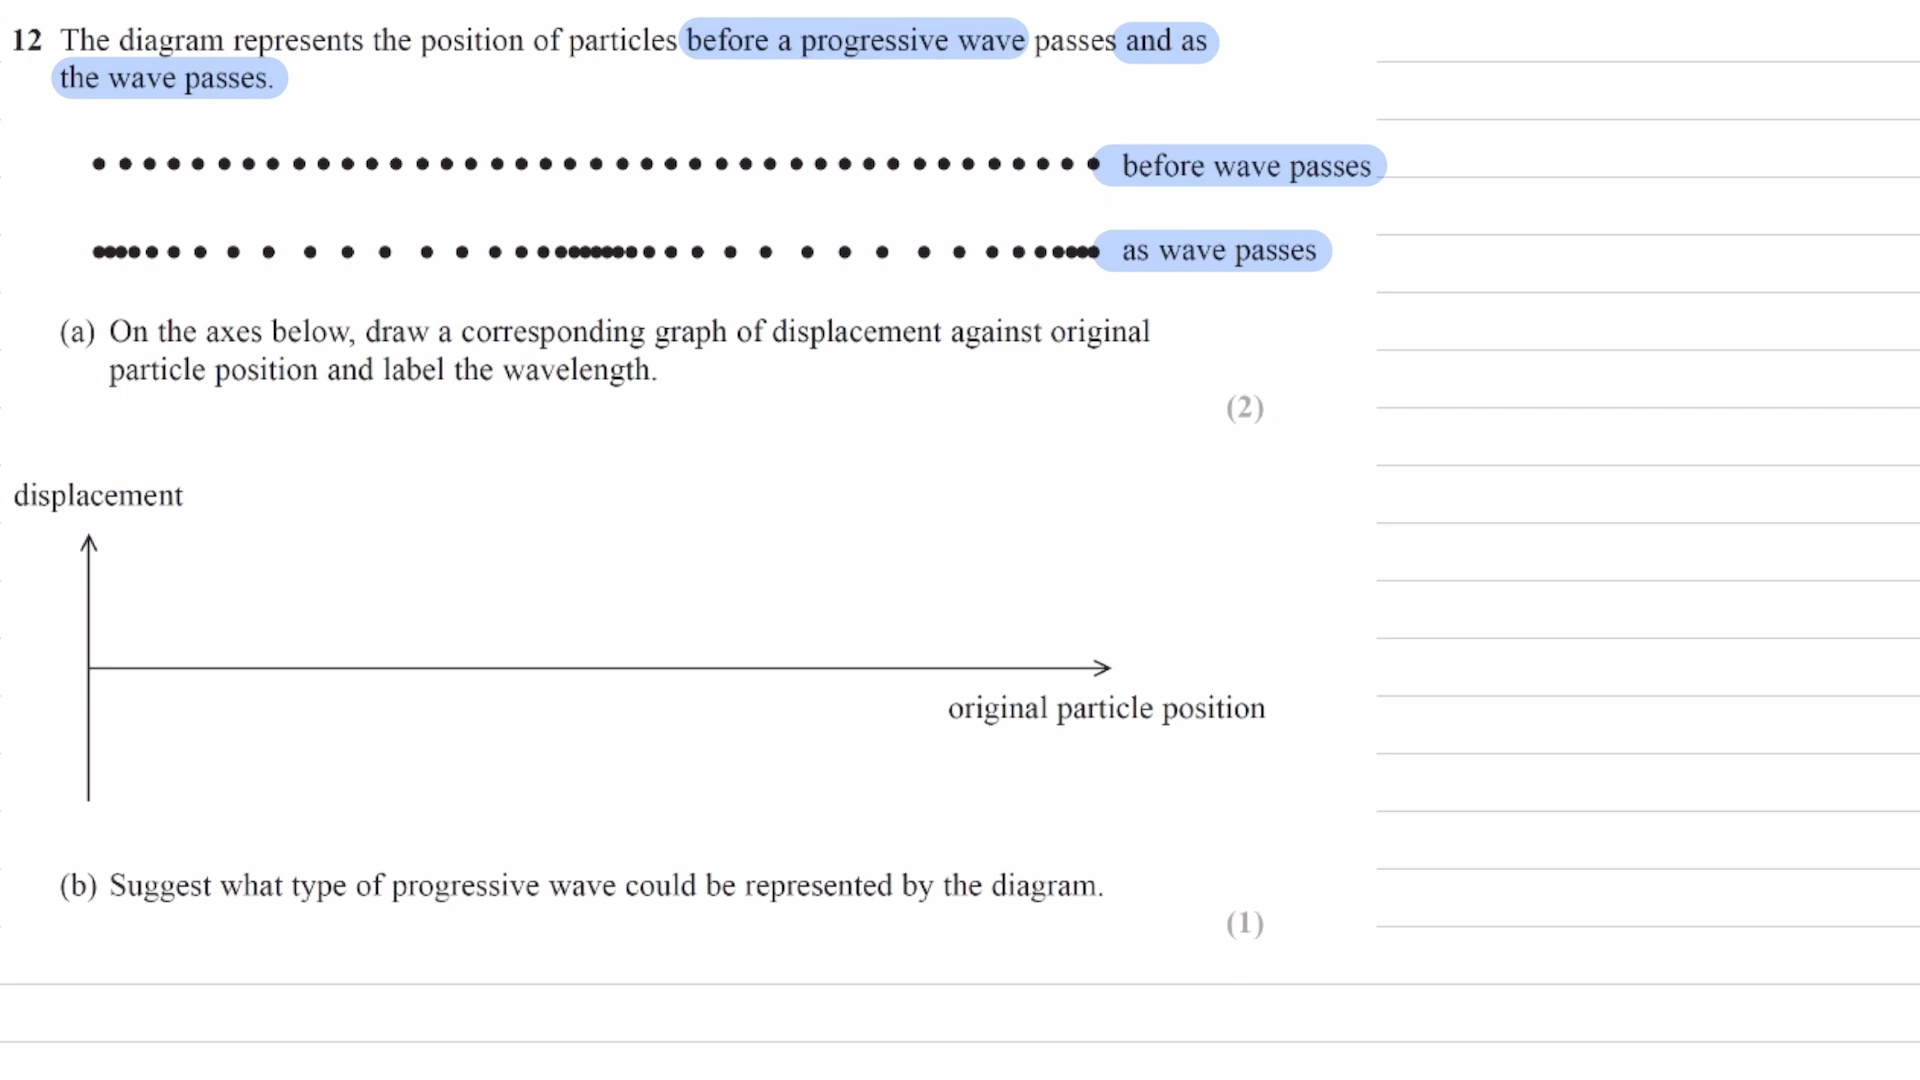 12 The diagram represents the position of particles before a progressive wave passes and as
the wave passes.
before wave passes
as wave passes
(a) On the axes below, draw a corresponding graph of displacement against original
particle position and label the wavelength.
(2)
displacement
original particle position
(b) Suggest what type of progressive wave could be represented by the diagram.
(1)